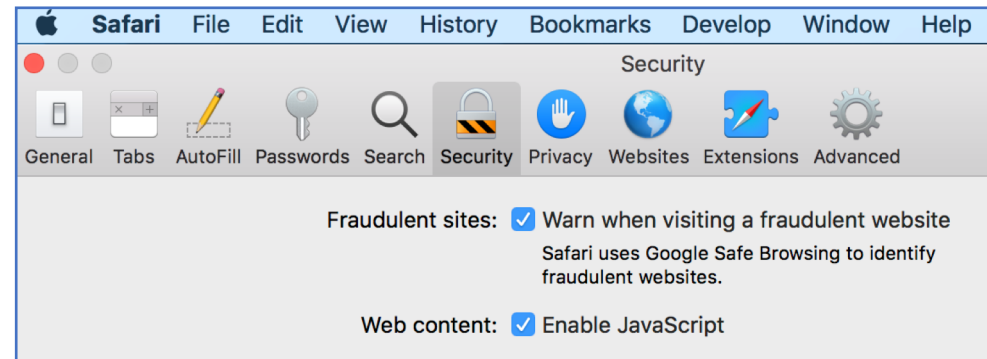 Safari File Edit View History Bookmarks Develop Window Help
Security
General Tabs AutoFill Passwords Search Security Privacy Websites Extensions Advanced
Fraudulent sites: Warn when visiting a fraudulent website
Safari uses Google Safe Browsing to identify
fraudulent websites.
Web content: Enable JavaScript